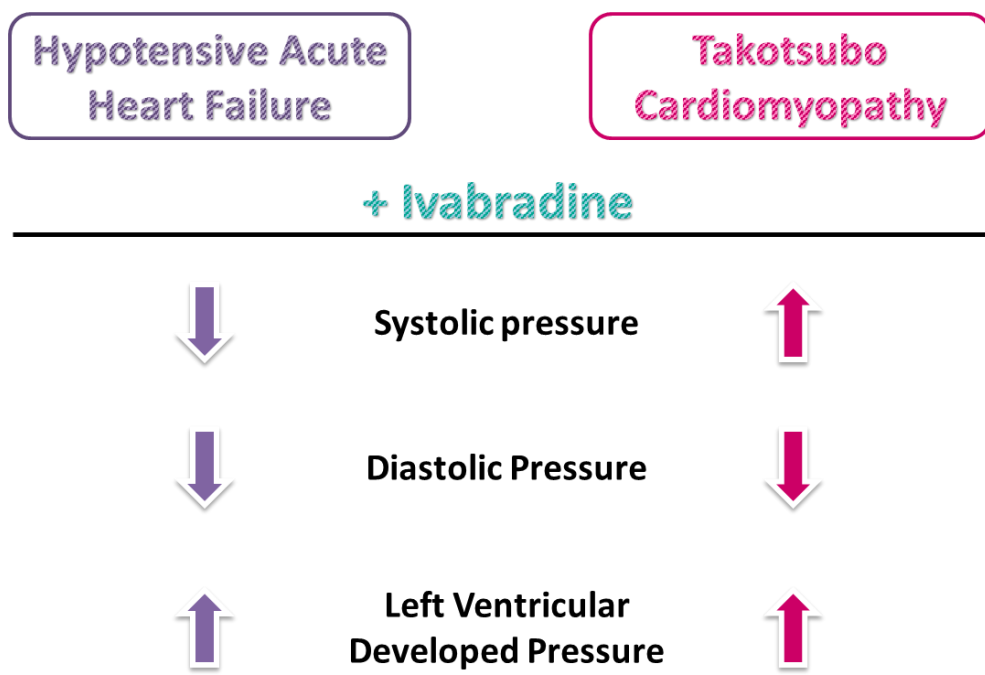 Hypotensive Acute
Heart Failure
Takotsubo
Cardiomyopathy
+ Ivabradine
Systolic pressure
Diastolic Pressure
Left Ventricular
Developed Pressure